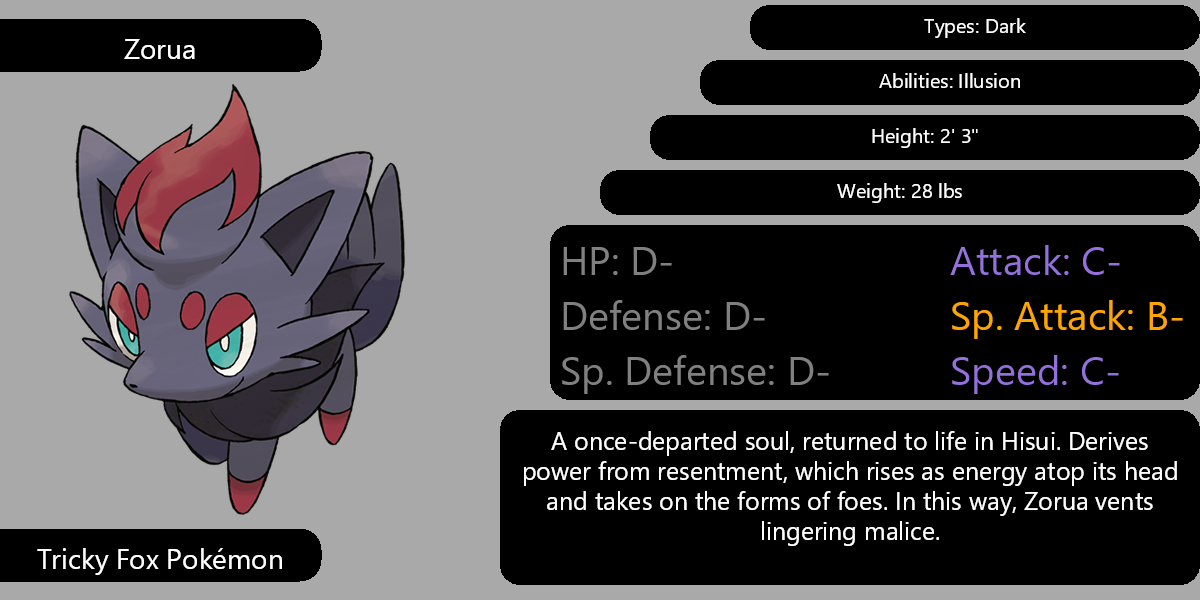 Zorua
Types: Dark
Abilities: Illusion
Height: 2' 3"
Weight: 28 lbs
HP: D-
Attack: C-
Defense: D-
Sp. Attack: B-
Sp. Defense: D-
Speed: C-
A once-departed soul, returned to life in Hisui. Derives
power from resentment, which rises as energy atop its head
and takes on the forms of foes. In this way, Zorua vents
lingering malice.
Tricky Fox Pokémon